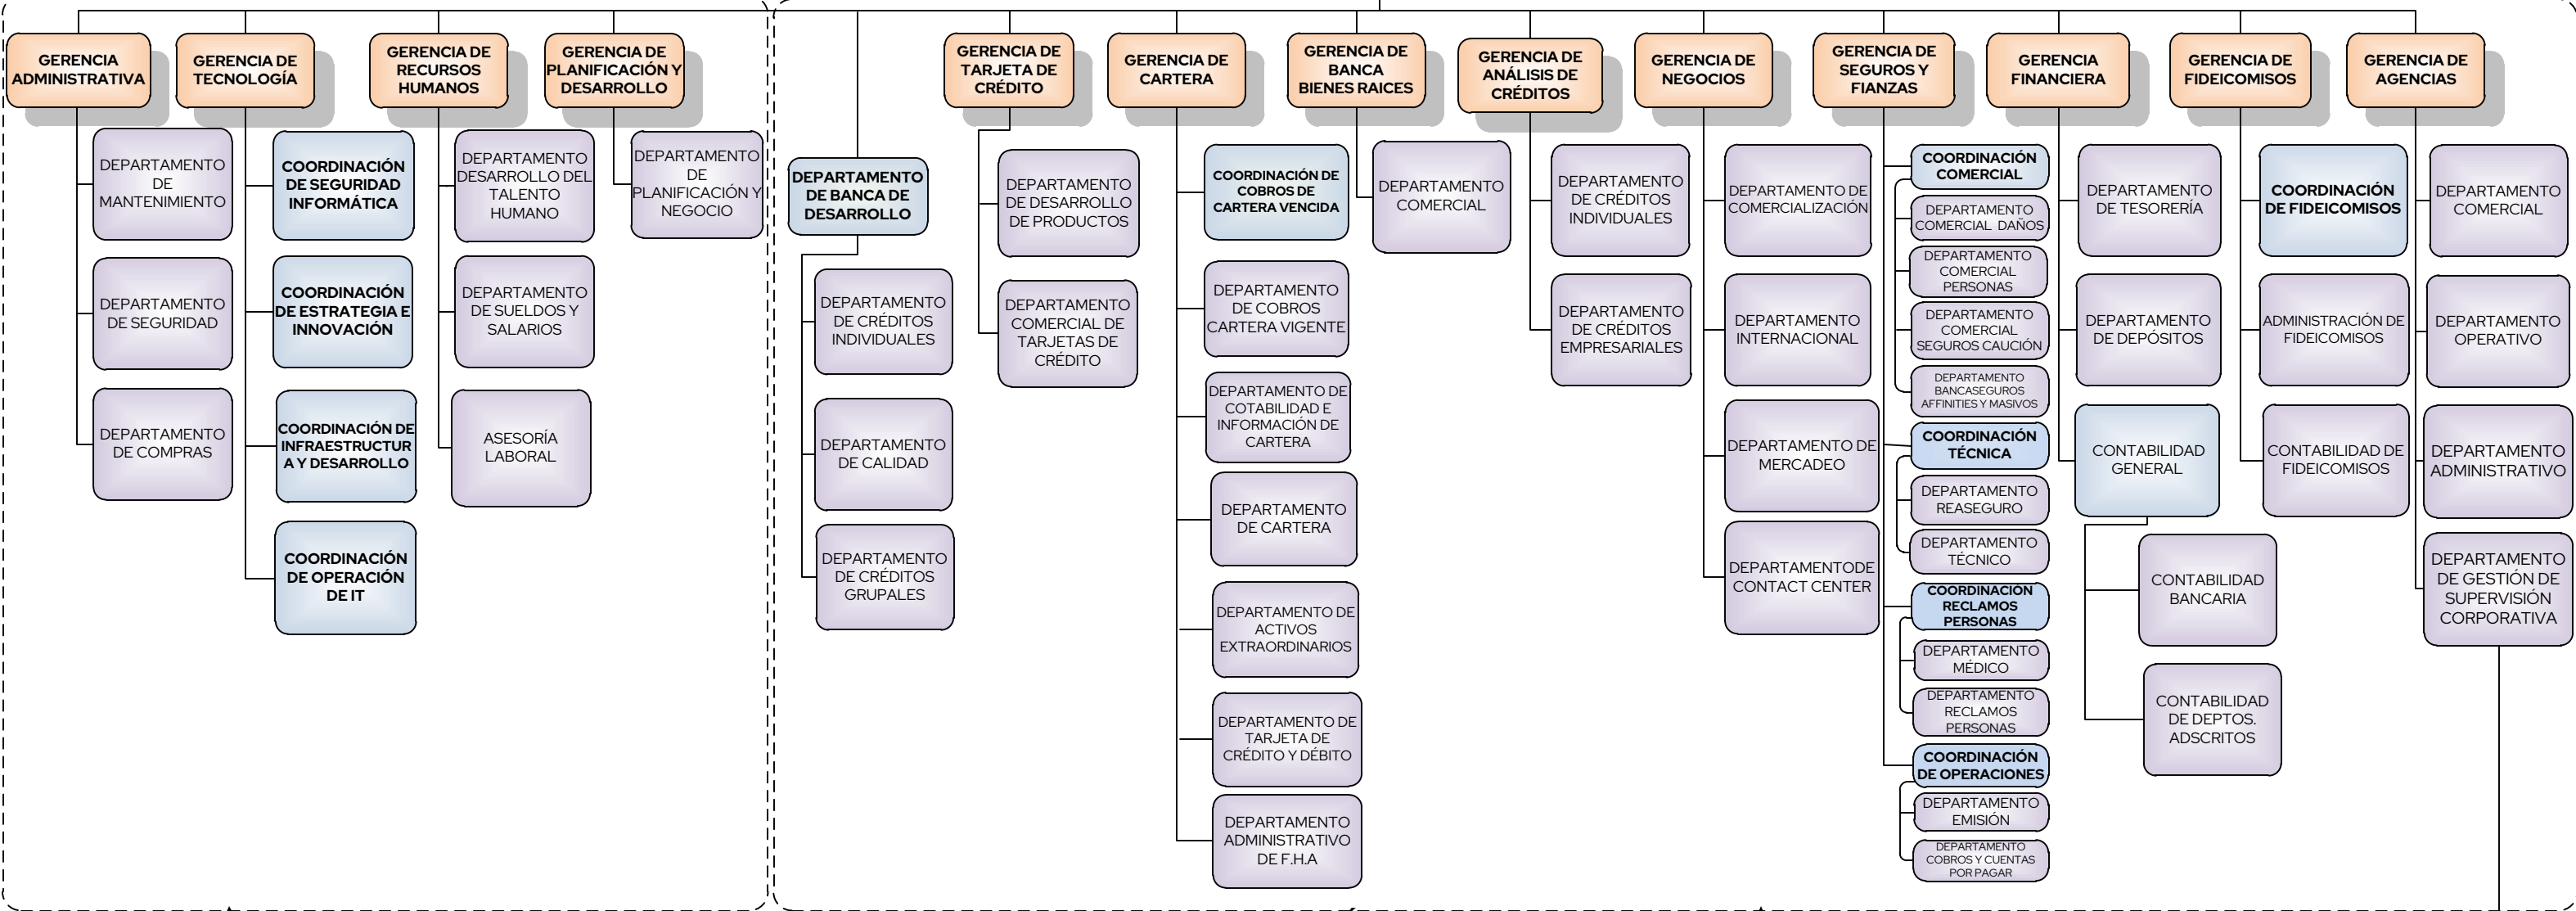 GERENCIA
ADMINISTRATIVA
DEPARTAMENTO
DE
MANTENIMIENTO
DEPARTAMENTO
DE SEGURIDAD
DEPARTAMENTO
DE COMPRAS
GERENCIA DE
TECNOLOGÍA
COORDINACIÓN
DE SEGURIDAD
INFORMÁTICA
COORDINACIÓN
DE ESTRATEGIA E
INNOVACIÓN
COORDINACIÓN DE
INFRAESTRUCTUR
A Y DESARROLLO
COORDINACIÓN
DE OPERACIÓN
DE IT
GERENCIA DE
RECURSOS
HUMANOS
DEPARTAMENTO
DESARROLLO DEL
TALENTO
HUMANO
DEPARTAMENTO
DE SUELDOS Y
SALARIOS
ASESORÍA
LABORAL
GERENCIA DE
PLANIFICACIÓN Y
DESARROLLO
DEPARTAMENTO
DE
PLANIFICACIÓN Y
NEGOCIO
DEPARTAMENTO
DE BANCA DE
DESARROLLO
DEPARTAMENTO
DE CRÉDITOS
INDIVIDUALES
DEPARTAMENTO
DE CALIDAD
DEPARTAMENTO
DE CRÉDITOS
GRUPALES
GERENCIA DE
TARJETA DE
CRÉDITO
DEPARTAMENTO
DE DESARROLLO
DE PRODUCTOS
DEPARTAMENTO
COMERCIAL DE
TARJETAS DE
CRÉDITO
GERENCIA DE
CARTERA
COORDINACIÓN DE
COBROS DE
CARTERA VENCIDA
DEPARTAMENTO
DE COBROS
CARTERA VIGENTE
DEPARTAMENTO DE
COTABILIDAD E
INFORMACIÓN DE
CARTERA
DEPARTAMENTO
DE CARTERA
DEPARTAMENTO DE
ACTIVOS
EXTRAORDINARIOS
DEPARTAMENTO DE
TARJETA DE
CRÉDITO Y DÉBITO
DEPARTAMENTO
ADMINISTRATIVO
DE F.H.A
GERENCIA DE
BANCA
BIENES RAICES
DEPARTAMENTO
COMERCIAL
GERENCIA DE
ANÁLISIS DE
CRÉDITOS
DEPARTAMENTO
DE CRÉDITOS
INDIVIDUALES
DEPARTAMENTO
DE CRÉDITOS
EMPRESARIALES
GERENCIA DE
NEGOCIOS
DEPARTAMENTO DE
COMERCIALIZACIÓN
DEPARTAMENTO
INTERNACIONAL
DEPARTAMENTO DE
MERCADEO
DEPARTAMENTODE
CONTACT CENTER
GERENCIA DE
SEGUROS Y
FIANZAS
COORDINACIÓN
COMERCIAL
DEPARTAMENTO
COMERCIAL DAÑOS
DEPARTAMENTO
COMERCIAL
PERSONAS
DEPARTAMENTO
COMERCIAL
SEGUROS CAUCIÓN
DEPARTAMENTO
BANCASEGUROS
AFFINITIES Y MASIVOS
COORDINACIÓN
TÉCNICA
DEPARTAMENTO
REASEGURO
DEPARTAMENTO
TÉCNICO
COORDINACIÓN
RECLAMOS
PERSONAS
DEPARTAMENTO
MÉDICO
DEPARTAMENTO
RECLAMOS
PERSONAS
COORDINACIÓN
DE OPERACIONES
DEPARTAMENTO
EMISIÓN
DEPARTAMENTO
COBROS Y CUENTAS
POR PAGAR
GERENCIA
FINANCIERA
DEPARTAMENTO
DE TESORERÍA
DEPARTAMENTO
DE DEPÓSITOS
CONTABILIDAD
GENERAL
CONTABILIDAD
BANCARIA
CONTABILIDAD
DE DEPTOS.
ADSCRITOS
GERENCIA DE
FIDEICOMISOS
COORDINACIÓN
DE FIDEICOMISOS
ADMINISTRACIÓN DE
FIDEICOMISOS
CONTABILIDAD DE
FIDEICOMISOS
GERENCIA DE
AGENCIAS
DEPARTAMENTO
COMERCIAL
DEPARTAMENTO
OPERATIVO
DEPARTAMENTO
ADMINISTRATIVO
DEPARTAMENTO
DE GESTIÓN DE
SUPERVISIÓN
CORPORATIVA